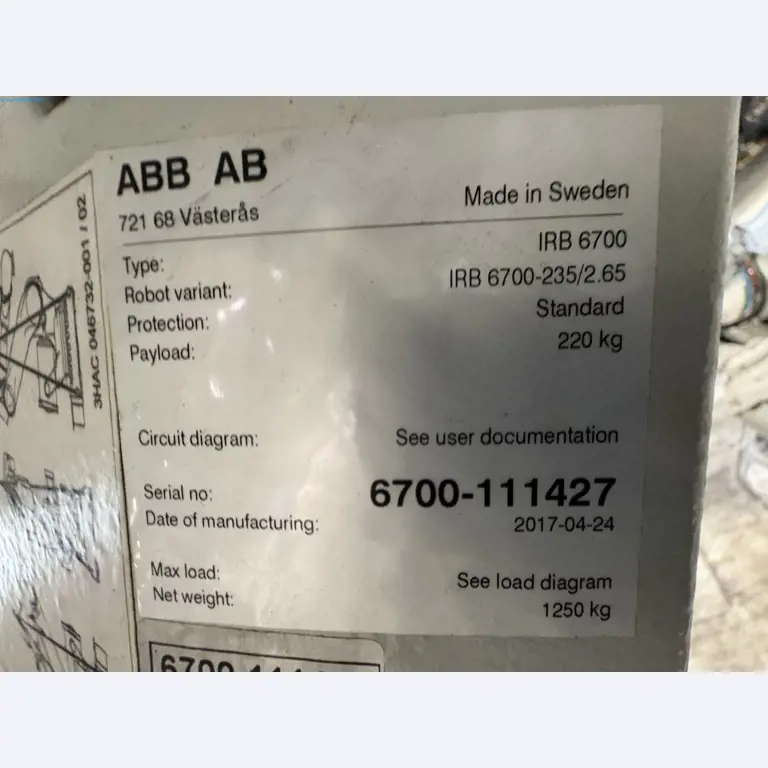 ABB AB
721 68 Västerås
Made in Sweden
Type: IRB 6700
Robot variant: IRB 6700-235/2.65
Protection: Standard
Payload: 220 kg
Circuit diagram: See user documentation
Serial no: 6700-111427
Date of manufacturing: 2017-04-24
Max load: See load diagram
Net weight: 1250 kg
3HAC 046732-001 / 02